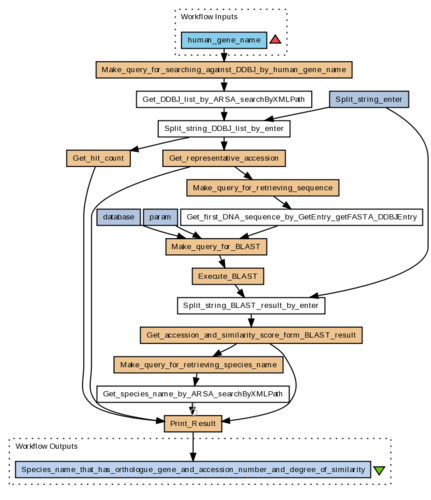 Workflow Inputs
human_gene_name
Make_query_for_searching_against_DDBJ_by_human_gene_name
Get_DDBJ_list_by_ARSA_searchByXMLPath
Split_string_enter
Split_string_DDBJ_list_by_enter
Get_hit_count
Get_representative_accession
Make_query_for_retrieving_sequence
database
param
Get_first_DNA_sequence_by_GetEntry_getFASTA_DDBJEntry
Make_query_for_BLAST
Execute_BLAST
Split_string_BLAST_result_by_enter
Get_accession_and_similarity_score_form_BLAST_result
Make_query_for_retrieving_species_name
Get_species_name_by_ARSA_searchByXMLPath
Print_Result
Workflow Outputs
Species_name_that_has_orthologue_gene_and_accession_number_and_degree_of_similarity